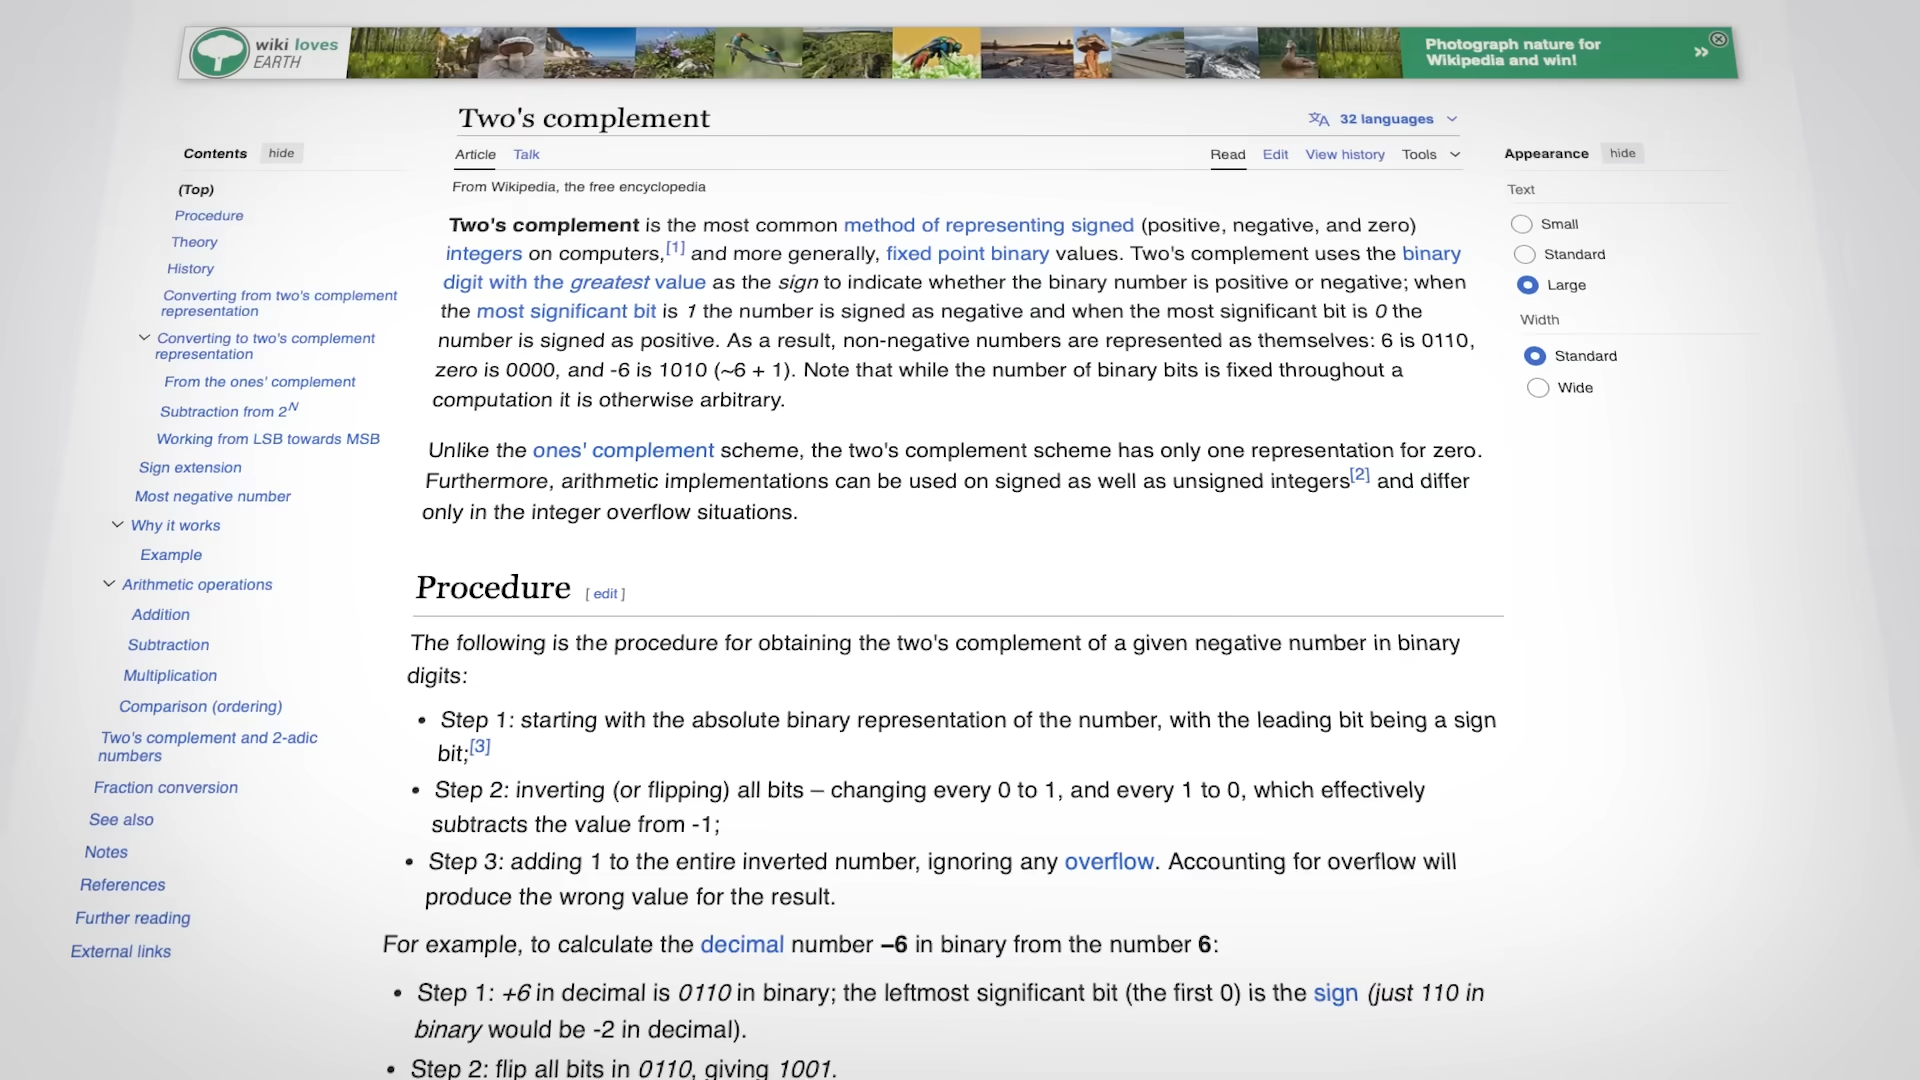 wiki loves
EARTH
Photograph nature for
Wikipedia and win!
Two's complement
32 languages
Contents hide
Article Talk
Read Edit View history Tools
Appearance hide
From Wikipedia, the free encyclopedia
(Top)
Procedure
Theory
History
Converting from two's complement
representation
Converting to two's complement
representation
From the ones' complement
Subtraction from 2^N
Working from LSB towards MSB
Sign extension
Most negative number
Why it works
Example
Arithmetic operations
Addition
Subtraction
Multiplication
Comparison (ordering)
Two's complement and 2-adic
numbers
Fraction conversion
See also
Notes
References
Further reading
External links
Two's complement is the most common method of representing signed (positive, negative, and zero)
integers on computers,[1] and more generally, fixed point binary values. Two's complement uses the binary
digit with the greatest value as the sign to indicate whether the binary number is positive or negative; when
the most significant bit is 1 the number is signed as negative and when the most significant bit is 0 the
number is signed as positive. As a result, non-negative numbers are represented as themselves: 6 is 0110,
zero is 0000, and -6 is 1010 (~6 + 1). Note that while the number of binary bits is fixed throughout a
computation it is otherwise arbitrary.
Unlike the ones' complement scheme, the two's complement scheme has only one representation for zero.
Furthermore, arithmetic implementations can be used on signed as well as unsigned integers[2] and differ
only in the integer overflow situations.
Procedure [ edit ]
The following is the procedure for obtaining the two's complement of a given negative number in binary
digits:
• Step 1: starting with the absolute binary representation of the number, with the leading bit being a sign
bit;[3]
• Step 2: inverting (or flipping) all bits – changing every 0 to 1, and every 1 to 0, which effectively
subtracts the value from -1;
• Step 3: adding 1 to the entire inverted number, ignoring any overflow. Accounting for overflow will
produce the wrong value for the result.
For example, to calculate the decimal number –6 in binary from the number 6:
• Step 1: +6 in decimal is 0110 in binary; the leftmost significant bit (the first 0) is the sign (just 110 in
binary would be -2 in decimal).
• Step 2: flip all bits in 0110, giving 1001.
Text
Small
Standard
Large
Width
Standard
Wide